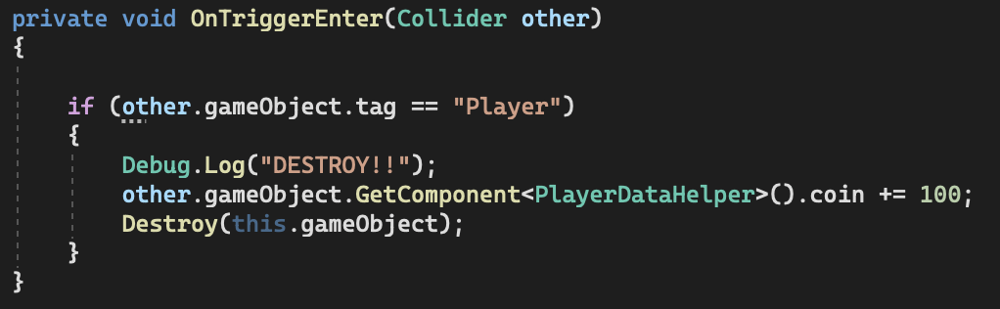 private void OnTriggerEnter(Collider other)
{
if (other.gameObject.tag == "Player")
{
Debug.Log("DESTROY!!");
other.gameObject.GetComponent<PlayerDataHelper>().coin += 100;
Destroy(this.gameObject);
}
}